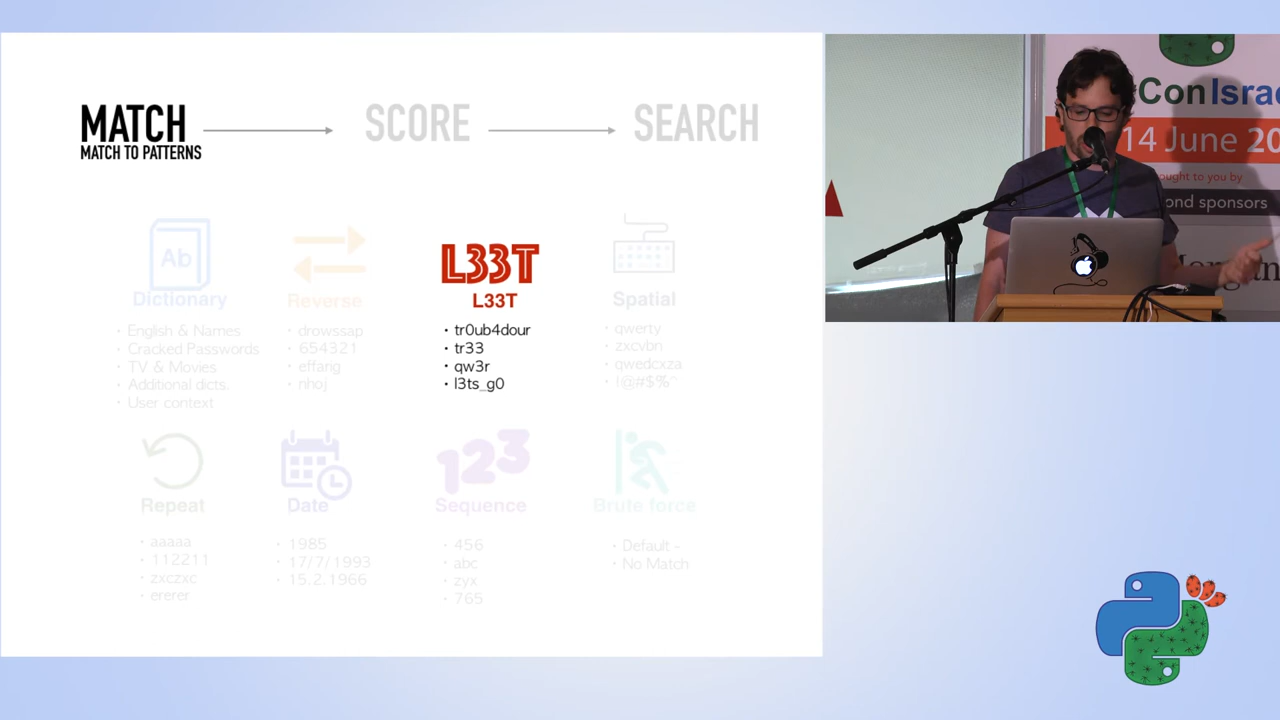 MATCH
MATCH TO PATTERNS
SCORE
SEARCH
Ab
Dictionary
• English & Names
• Cracked Passwords
• TV & Movies
• Additional dicts.
• User context
Reverse
• drowssap
• 654321
• effarig
• nhoj
L33T
L33T
• tr0ub4dour
• tr33
• qw3r
• l3ts_g0
Spatial
• qwerty
• zxcvbn
• qwedcxza
• !@#$%^
Repeat
• aaaaa
• 112211
• zxczxc
• ererer
Date
• 1985
• 17/7/1993
• 15.2.1966
123
Sequence
• 456
• abc
• zyx
• 765
Brute force
• Default -
• No Match
Con Israe
14 June 20
ought to you by
ond sponsors